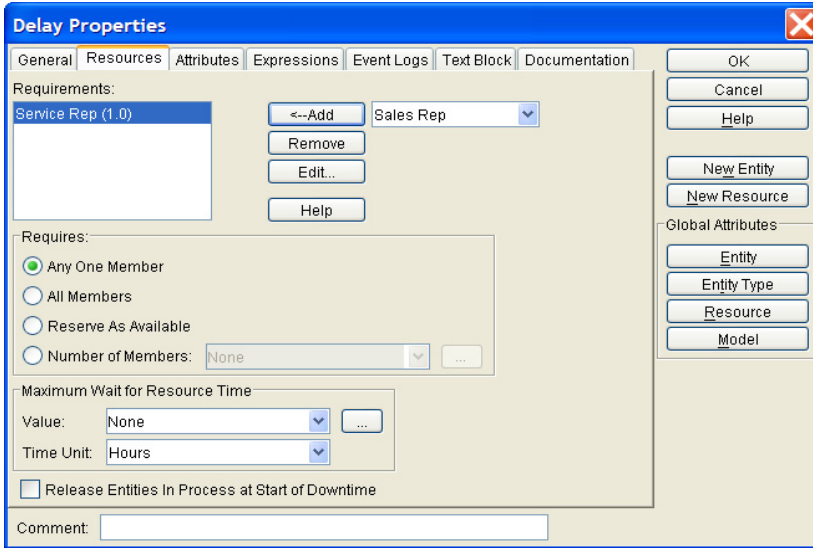 Delay Properties
General Resources Attributes Expressions Event Logs Text Block Documentation
Requirements:
Service Rep (1.0)
<--Add
Sales Rep
Remove
Edit...
Help
Requires:
Any One Member
All Members
Reserve As Available
Number of Members: None ...
Maximum Wait for Resource Time
Value: None ...
Time Unit: Hours
Release Entities In Process at Start of Downtime
Comment:
OK
Cancel
Help
New Entity
New Resource
Global Attributes
Entity
Entity Type
Resource
Model